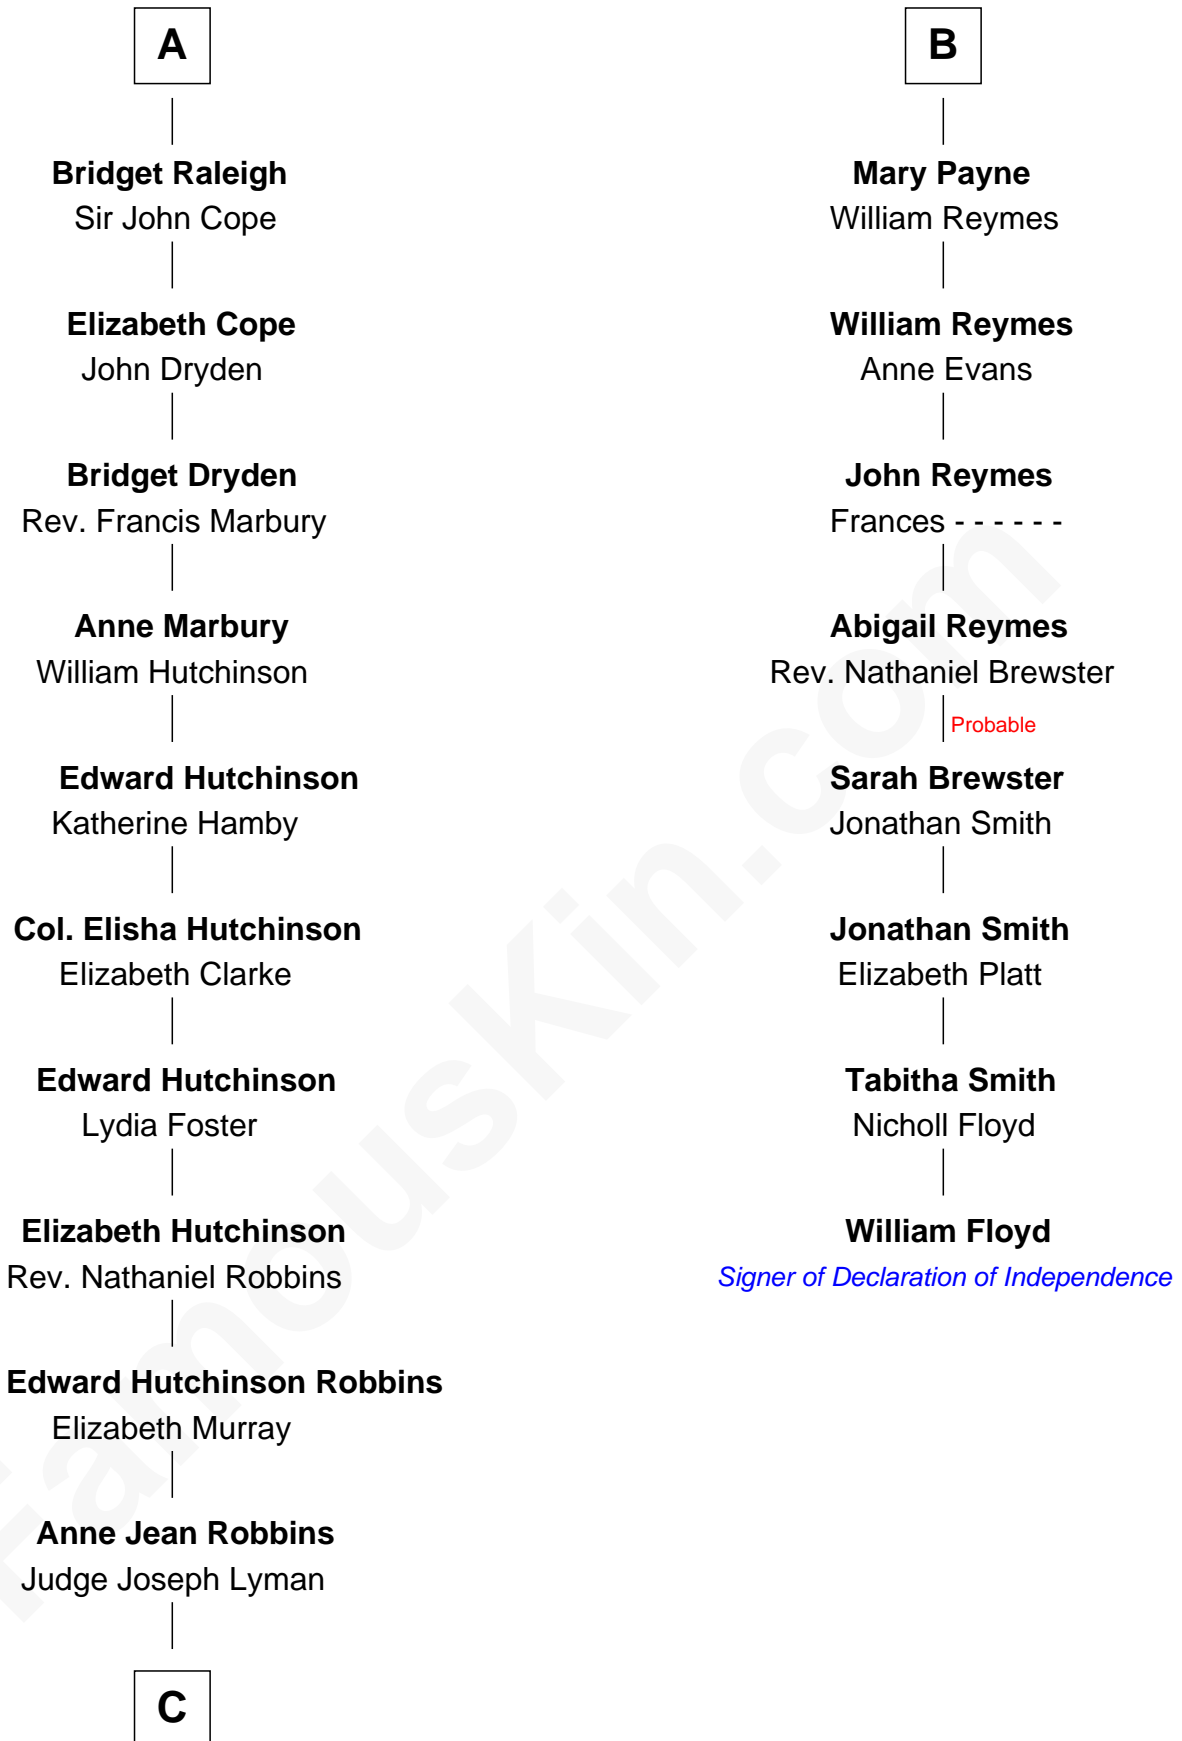 A
Bridget Raleigh
Sir John Cope
Elizabeth Cope
John Dryden
Bridget Dryden
Rev. Francis Marbury
Anne Marbury
William Hutchinson
Edward Hutchinson
Katherine Hamby
Col. Elisha Hutchinson
Elizabeth Clarke
Edward Hutchinson
Lydia Foster
Elizabeth Hutchinson
Rev. Nathaniel Robbins
Edward Hutchinson Robbins
Elizabeth Murray
Anne Jean Robbins
Judge Joseph Lyman
C
B
Mary Payne
William Reymes
William Reymes
Anne Evans
John Reymes
Frances - - - - - -
Abigail Reymes
Rev. Nathaniel Brewster
Probable
Sarah Brewster
Jonathan Smith
Jonathan Smith
Elizabeth Platt
Tabitha Smith
Nicholl Floyd
William Floyd
Signer of Declaration of Independence
FamousKin.com